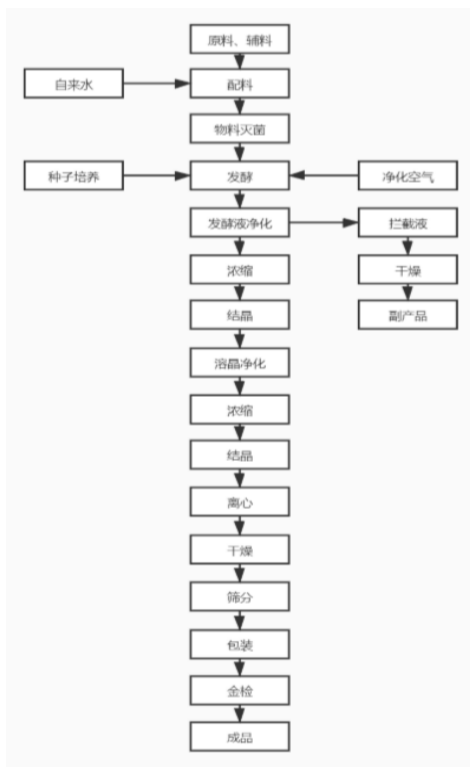 原料、辅料
自来水
配料
物料灭菌
种子培养
发酵
净化空气
发酵液净化
拦截液
浓缩
干燥
结晶
副产品
溶晶净化
浓缩
结晶
离心
干燥
筛分
包装
金检
成品